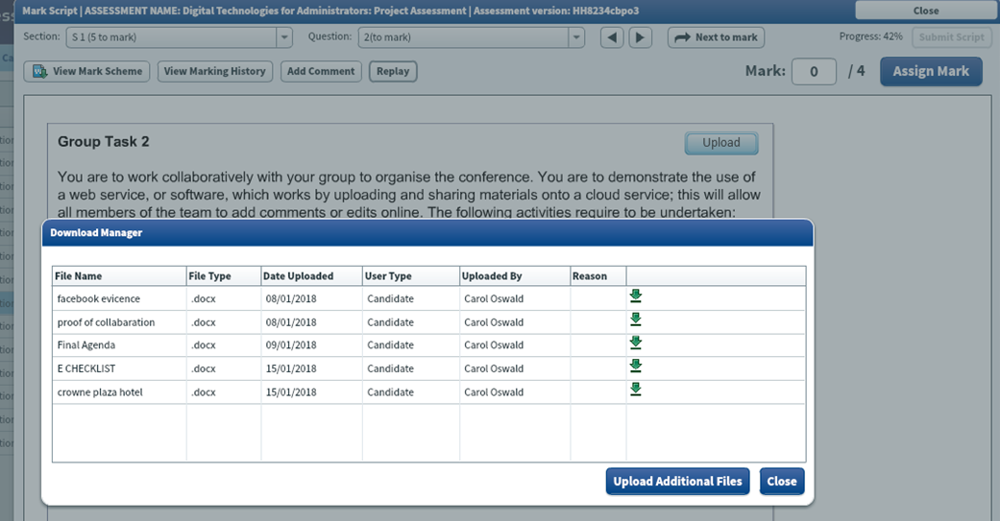 Mark Script | ASSESSMENT NAME: Digital Technologies for Administrators: Project Assessment | Assessment version: HH8234cbpo3
Close
Section: S 1 (5 to mark) Question: 2(to mark) Next to mark Progress: 42% Submit Script
View Mark Scheme View Marking History Add Comment Replay Mark: 0 / 4 Assign Mark
Group Task 2 Upload
You are to work collaboratively with your group to organise the conference. You are to demonstrate the use of
a web service, or software, which works by uploading and sharing materials onto a cloud service; this will allow
all members of the team to add comments or edits online. The following activities require to be undertaken:
Download Manager
File Name File Type Date Uploaded User Type Uploaded By Reason
facebook evicence .docx 08/01/2018 Candidate Carol Oswald
proof of collabaration .docx 08/01/2018 Candidate Carol Oswald
Final Agenda .docx 09/01/2018 Candidate Carol Oswald
E CHECKLIST .docx 15/01/2018 Candidate Carol Oswald
crowne plaza hotel .docx 15/01/2018 Candidate Carol Oswald
Upload Additional Files Close